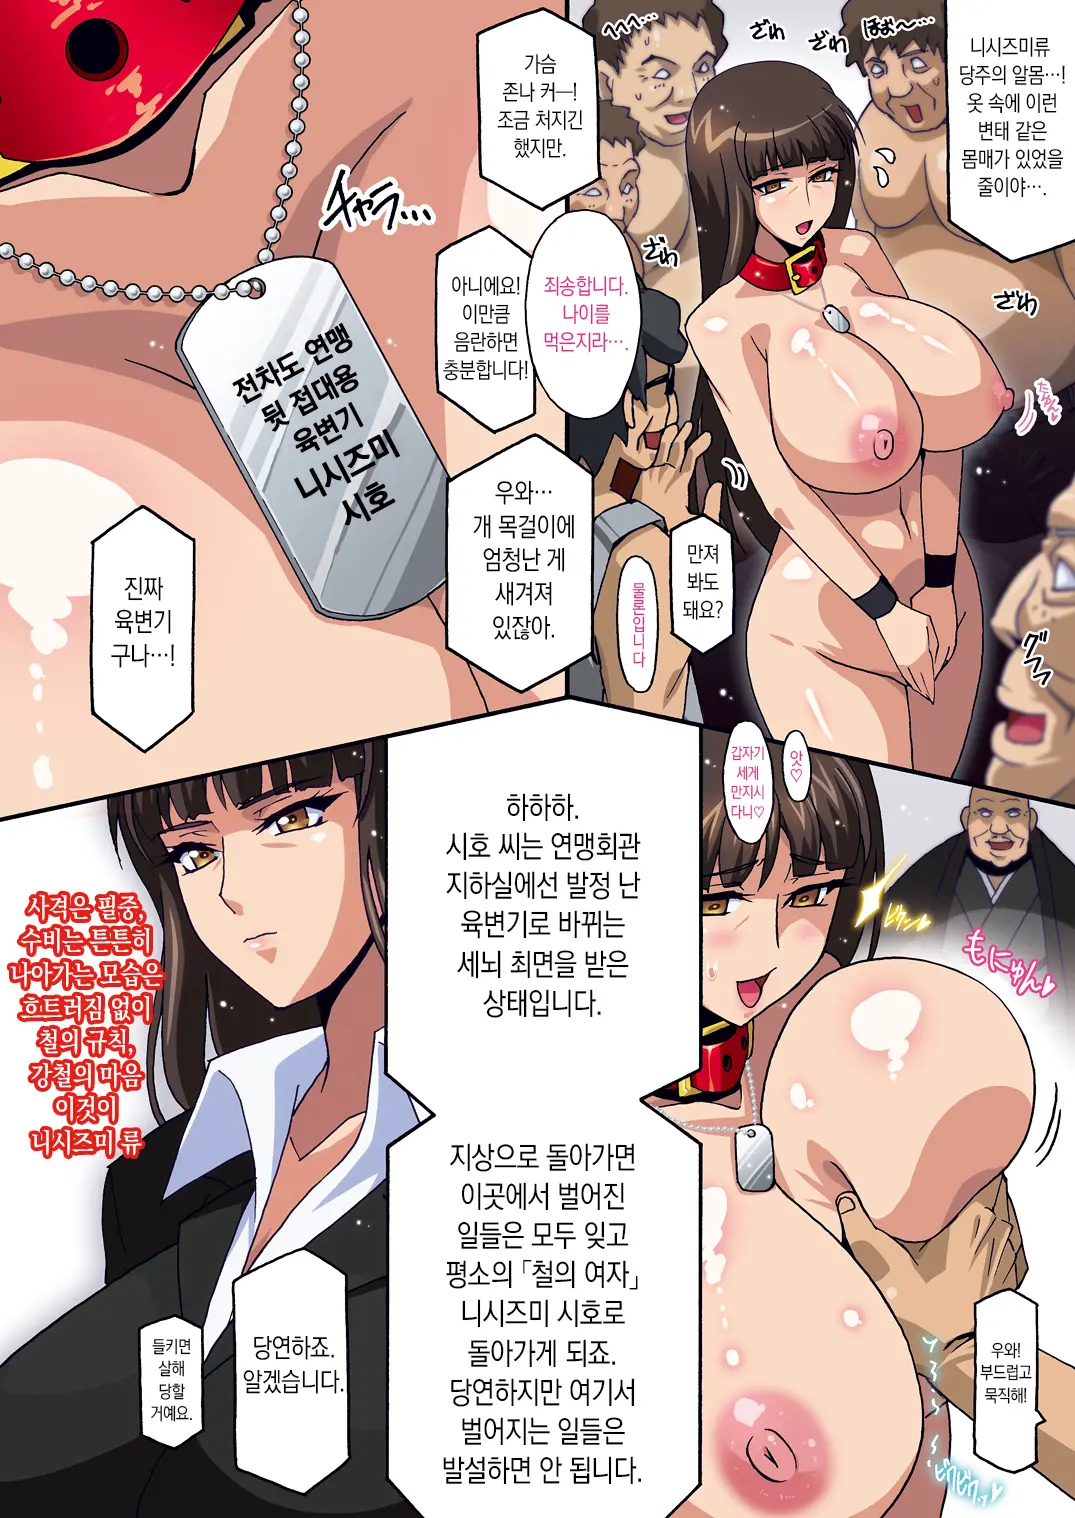 니시즈미류
당주의 알몸…!
옷 속에 이런
변태 같은
몸매가 있었을
줄이야….
가슴
존나 커—!
조금 처지긴
했지만.
죄송합니다.
나이를
먹은지라….
아니에요!
이만큼
음란하면
충분합니다!
ざわ
ざわ
ほぉ～…
ざわ
ざわ
チャラ…
전차도 연맹
뒷 접대용
육변기
니시즈미
시호
우와…
개 목걸이에
엄청난 게
새겨져
있잖아.
진짜
육변기
구나…!
만져
봐도
돼요?
물론입니다
앗♡
갑자기
세게
만지시
다니♡
もにゅん♥
하하하.
시호 씨는 연맹회관
지하실에선 발정 난
육변기로 바뀌는
세뇌 최면을 받은
상태입니다.
사격은 필중,
수비는 튼튼히
나아가는 모습은
흐트러짐 없이
철의 규칙,
강철의 마음
이것이
니시즈미 류
지상으로 돌아가면
이곳에서 벌어진
일들은 모두 잊고
평소의 「철의 여자」
니시즈미 시호로
돌아가게 되죠.
당연하지만 여기서
벌어지는 일들은
발설하면 안 됩니다.
우와!
부드럽고
묵직해!
당연하죠.
알겠습니다.
들키면
살해
당할
거예요.